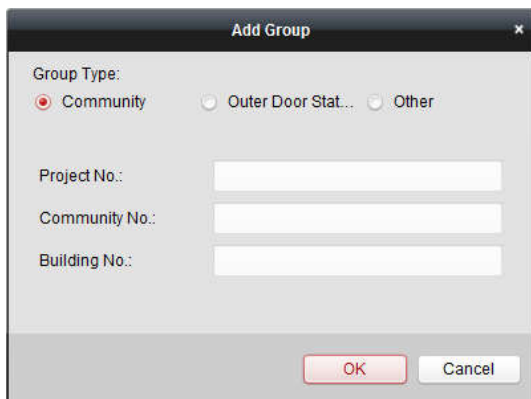 Add Group ×
Group Type:
Community Outer Door Stat... Other
Project No.:
Community No.:
Building No.:
OK Cancel